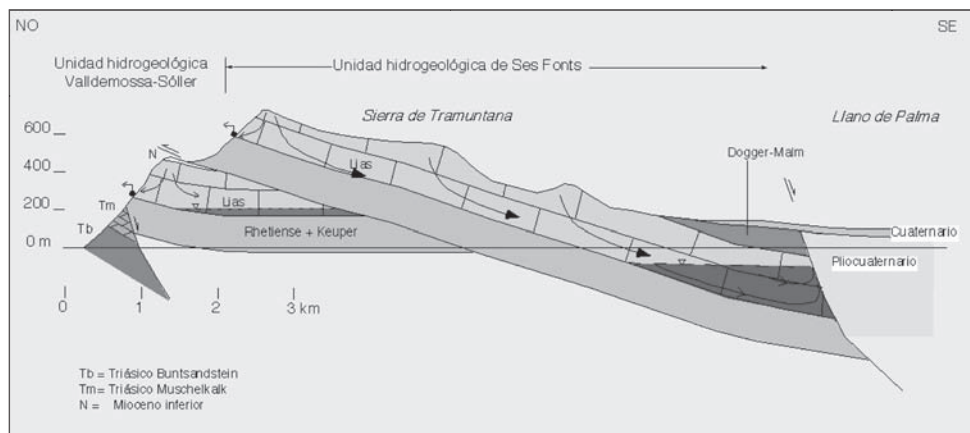 NO
SE
Unidad hidrogeológica
Valldemossa-Sóller
Unidad hidrogeológica de Ses Fonts
Sierra de Tramuntana
Llano de Palma
600
400
200
0 m
N
Lias
Dogger-Malm
Lias
Tm
Tb
Rhetiense + Keuper
Cuaternario
Pliocuaternario
0
1
2
3 km
Tb = Triásico Buntsandstein
Tm= Triásico Muschelkalk
N = Mioceno inferior